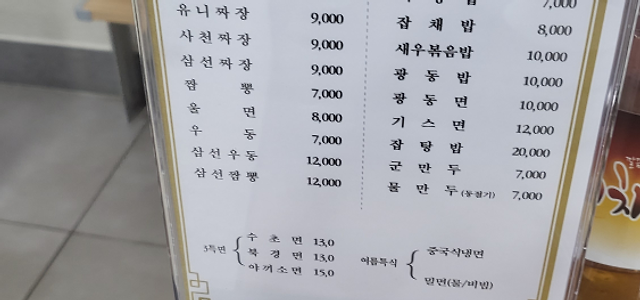 유니짜장 9,000
사천짜장 9,000
삼선짜장 9,000
짬뽕 7,000
울면 8,000
우동 7,000
삼선우동 12,000
삼선짬뽕 12,000
7,000
잡채밥 8,000
새우볶음밥 10,000
광동밥 10,000
광동면 10,000
기스면 12,000
잡탕밥 20,000
군만두 7,000
물만두(동절기) 7,000
수초면 13,0
북경면 13,0
야끼소면 15,0
여름특식
중국식냉면
밀면(물/비빔)